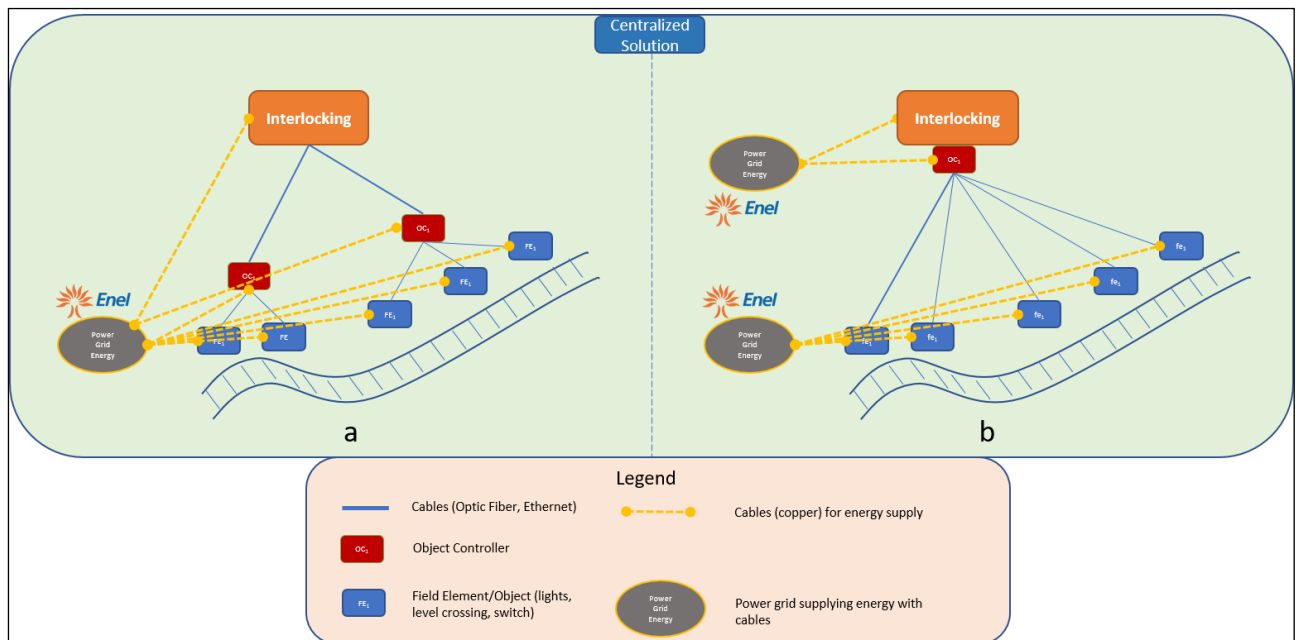 Centralized
Solution
Interlocking
OC₁
OC₁
FE₁
FE₁
FE₁
FE
FE₁
Enel
Power
Grid
Energy
a
Interlocking
OC₁
Power
Grid
Energy
Enel
fe₁
fe₁
fe₁
fe₁
fe₁
Enel
Power
Grid
Energy
b
Legend
Cables (Optic Fiber, Ethernet)
Cables (copper) for energy supply
OC₁
Object Controller
FE₁
Field Element/Object (lights,
level crossing, switch)
Power
Grid
Energy
Power grid supplying energy with
cables